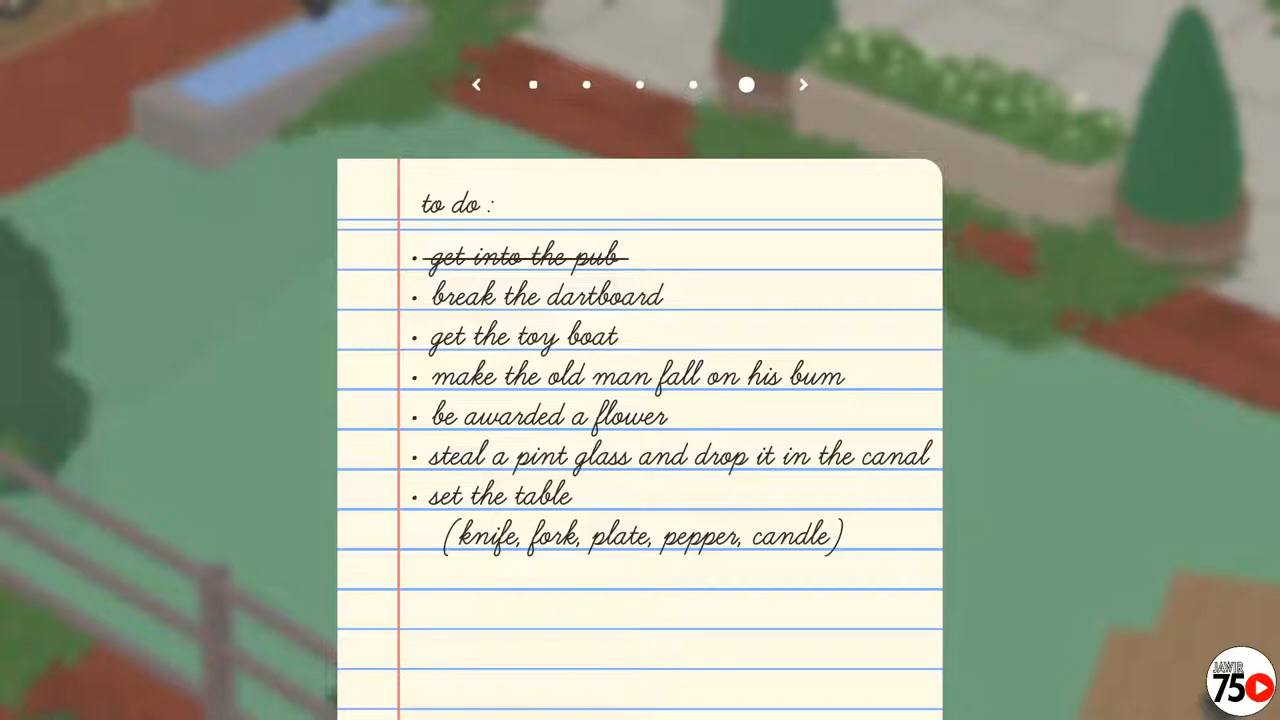 to do :
· get into the pub
· break the dartboard
· get the toy boat
· make the old man fall on his bum
· be awarded a flower
· steal a pint glass and drop it in the canal
· set the table
(knife, fork, plate, pepper, candle)
JAWIR
75